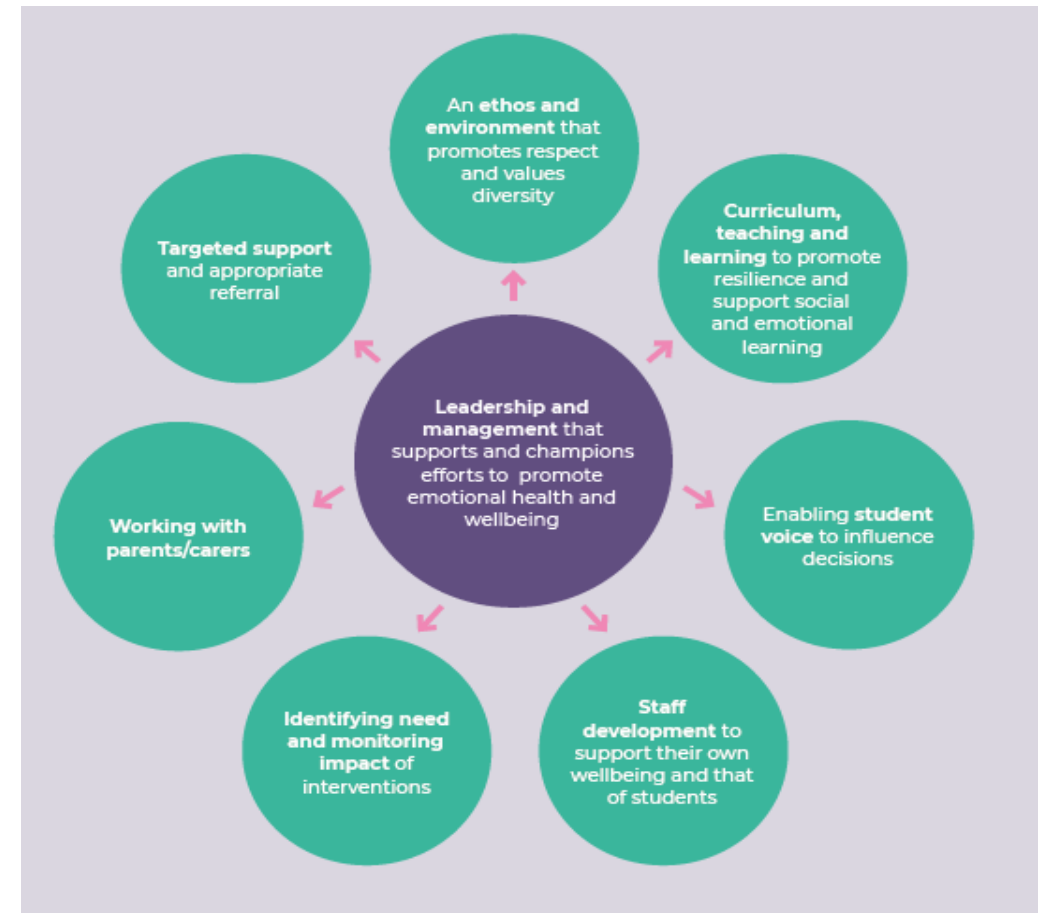 An ethos and
environment that
promotes respect
and values
diversity
Curriculum,
teaching and
learning to promote
resilience and
support social
and emotional
learning
Enabling student
voice to influence
decisions
Staff
development to
support their own
wellbeing and that
of students
Identifying need
and monitoring
impact of
interventions
Working with
parents/carers
Targeted support
and appropriate
referral
Leadership and
management that
supports and champions
efforts to promote
emotional health and
wellbeing